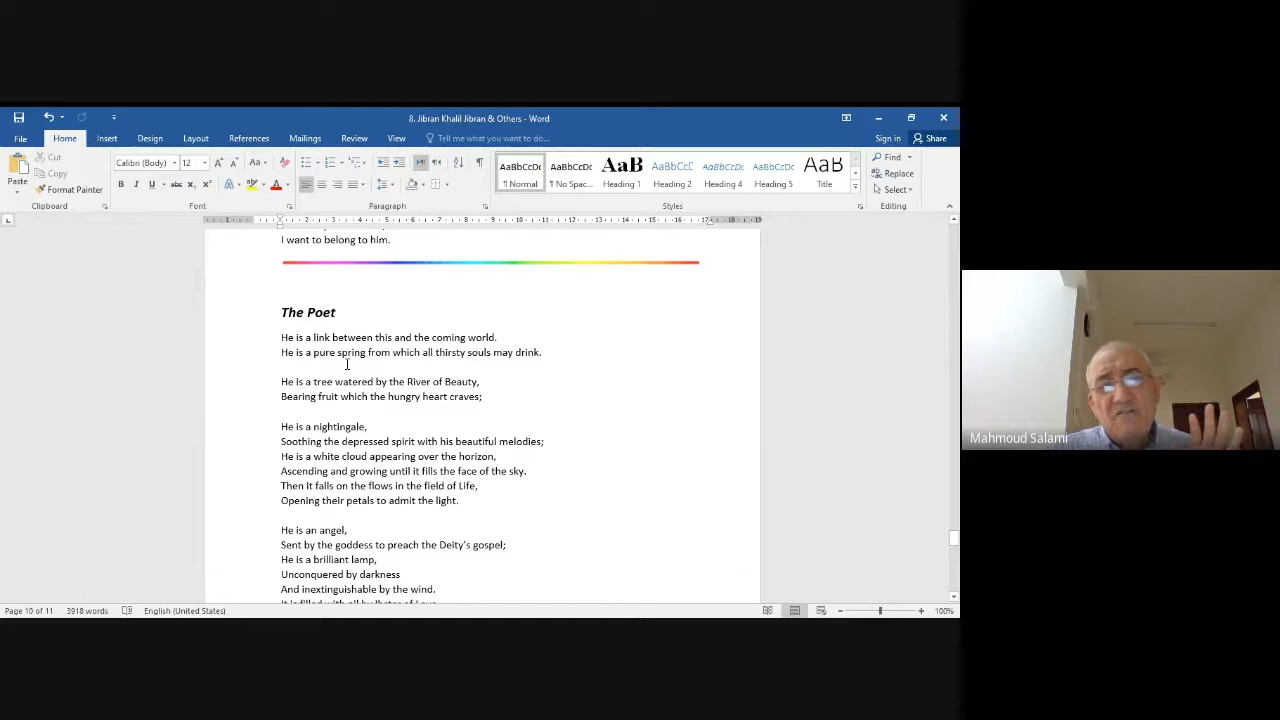 8. Jibran Khalil Jibran & Others - Word
File Home Insert Design Layout References Mailings Review View Tell me what you want to do... Sign in Share
Paste Cut Copy Format Painter
Calibri (Body) 12
AaBbCcDc AaBbCcDc AaB AaBbCcD AaBbCcDc AaBbCcDc AaB
¶ Normal ¶ No Spac... Heading 1 Heading 2 Heading 4 Heading 5 Title
Find Replace Select
Clipboard Font Paragraph Styles Editing
I want to belong to him.
The Poet
He is a link between this and the coming world.
He is a pure spring from which all thirsty souls may drink.
He is a tree watered by the River of Beauty,
Bearing fruit which the hungry heart craves;
He is a nightingale,
Soothing the depressed spirit with his beautiful melodies;
He is a white cloud appearing over the horizon,
Ascending and growing until it fills the face of the sky.
Then it falls on the flows in the field of Life,
Opening their petals to admit the light.
He is an angel,
Sent by the goddess to preach the Deity's gospel;
He is a brilliant lamp,
Unconquered by darkness
And inextinguishable by the wind.
Page 10 of 11 3918 words English (United States) 100%
Mahmoud Salami